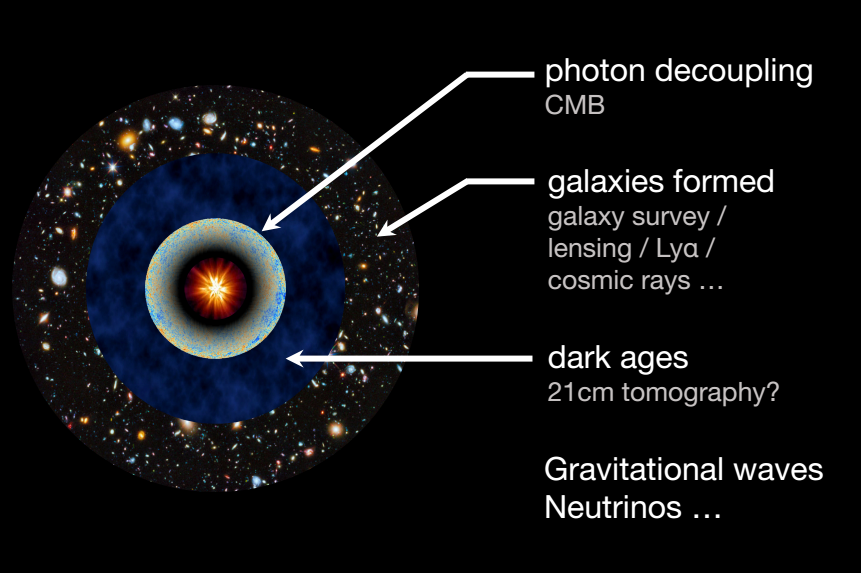 photon decoupling
CMB
galaxies formed
galaxy survey /
lensing / Lyα /
cosmic rays …
dark ages
21cm tomography?
Gravitational waves
Neutrinos …